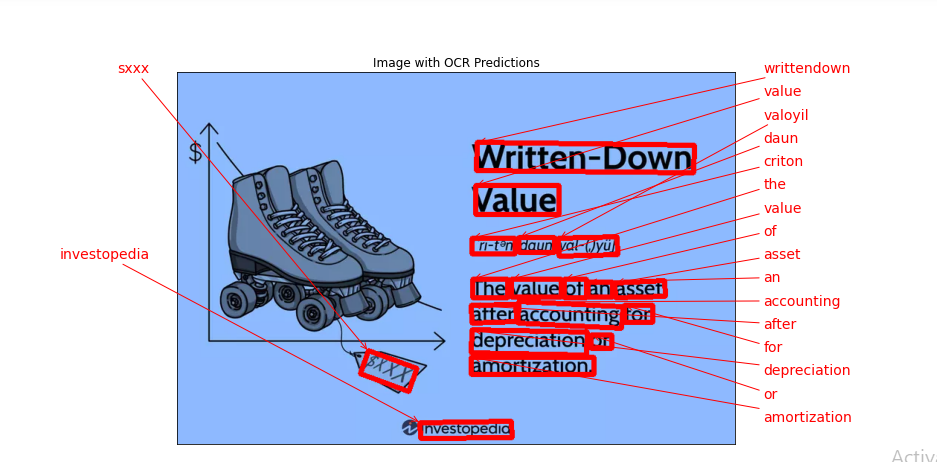 Image with OCR Predictions
sxxx
investopedia
$
$XXX
Written-Down
Value
ri-tᵊn daun val-(,)yü
The value of an asset
after accounting for
depreciation or
amortization.
Investopedia
writtendown
value
valoyil
daun
criton
the
value
of
asset
an
accounting
after
for
depreciation
or
amortization
Activ